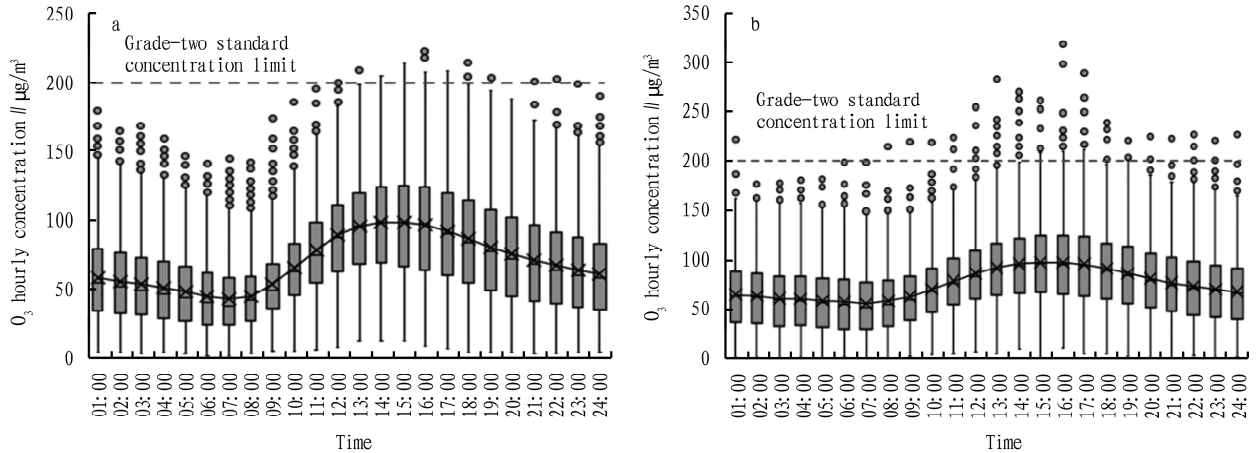 a
Grade-two standard
concentration limit
O3 hourly concentration // μg/m³
250
200
150
100
50
0
01:00 02:00 03:00 04:00 05:00 06:00 07:00 08:00 09:00 10:00 11:00 12:00 13:00 14:00 15:00 16:00 17:00 18:00 19:00 20:00 21:00 22:00 23:00 24:00
Time
b
Grade-two standard
concentration limit
O3 hourly concentration // μg/m³
350
300
250
200
150
100
50
0
01:00 02:00 03:00 04:00 05:00 06:00 07:00 08:00 09:00 10:00 11:00 12:00 13:00 14:00 15:00 16:00 17:00 18:00 19:00 20:00 21:00 22:00 23:00 24:00
Time